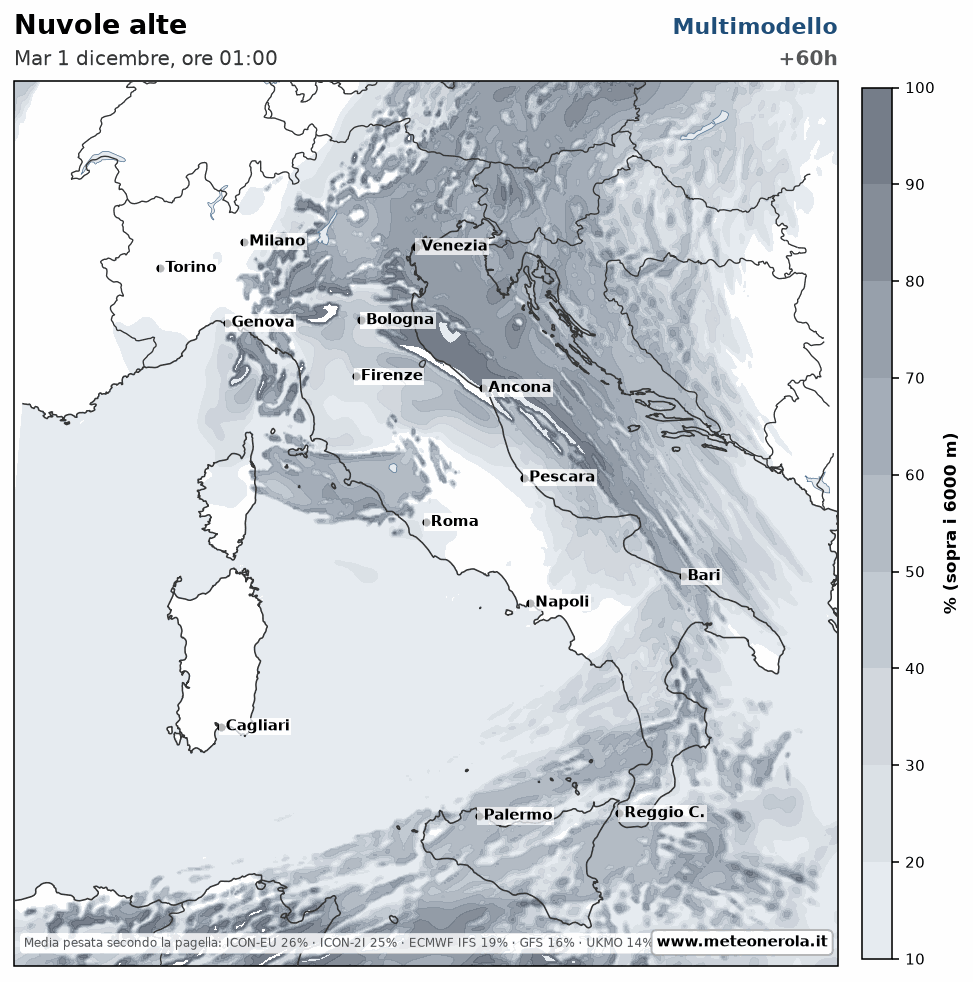 Nuvole alte
Multimodello
Mar 1 dicembre, ore 01:00
+60h
100
90
80
70
60
50
40
30
20
10
% (sopra i 6000 m)
Milano
Venezia
Torino
Genova
Bologna
Firenze
Ancona
Pescara
Roma
Bari
Napoli
Cagliari
Palermo
Reggio C.
Media pesata secondo la pagella: ICON-EU 26% · ICON-2I 25% · ECMWF IFS 19% · GFS 16% · UKMO 14%
www.meteonerola.it